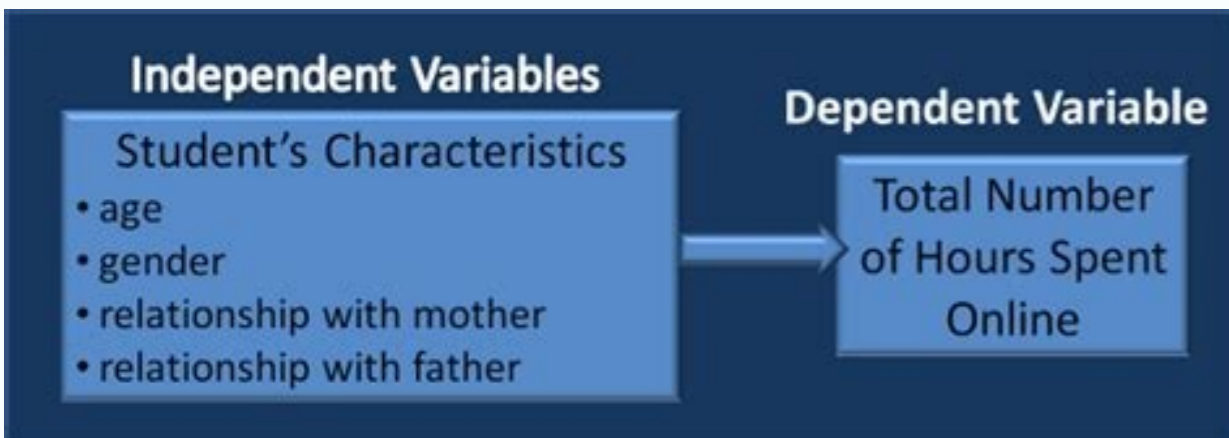 Independent Variables
Student's Characteristics
• age
• gender
• relationship with mother
• relationship with father
Dependent Variable
Total Number
of Hours Spent
Online